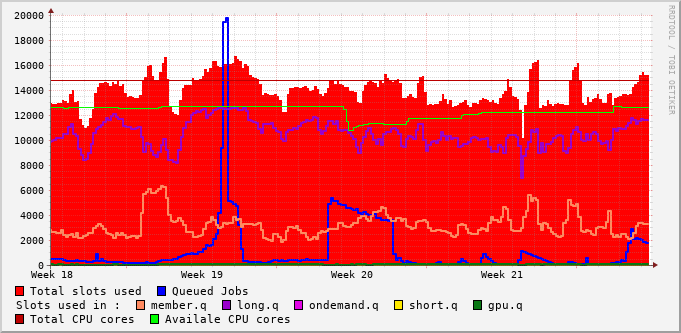 RRDTOOL / TOBI OETIKER
20000
18000
16000
14000
12000
10000
8000
6000
4000
2000
0
Week 18 Week 19 Week 20 Week 21
Total slots used Queued Jobs
Slots used in : member.q long.q ondemand.q short.q gpu.q
Total CPU cores Availale CPU cores